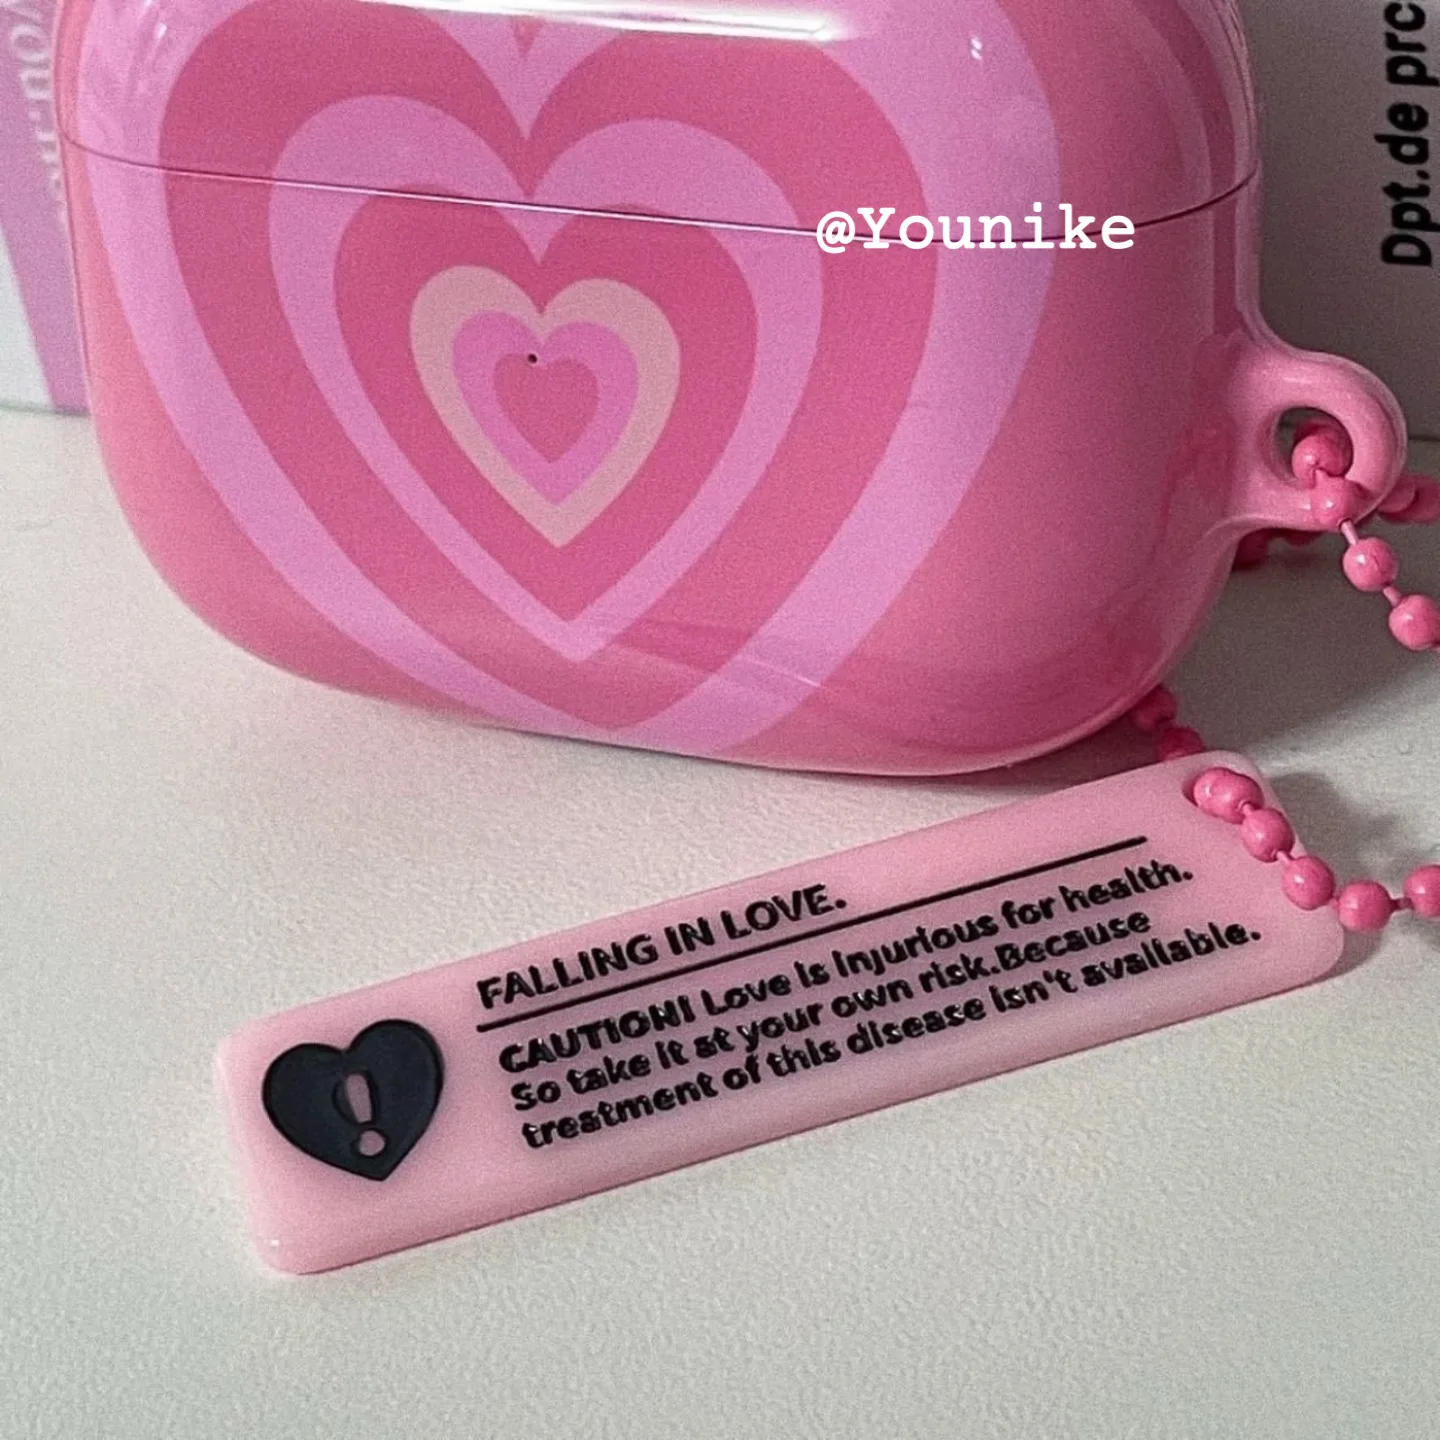 Dpt.de prc
@Younike
FALLING IN LOVE.
CAUTION! Love is injurious for health.
So take it at your own risk.Because
treatment of this disease isn't available.